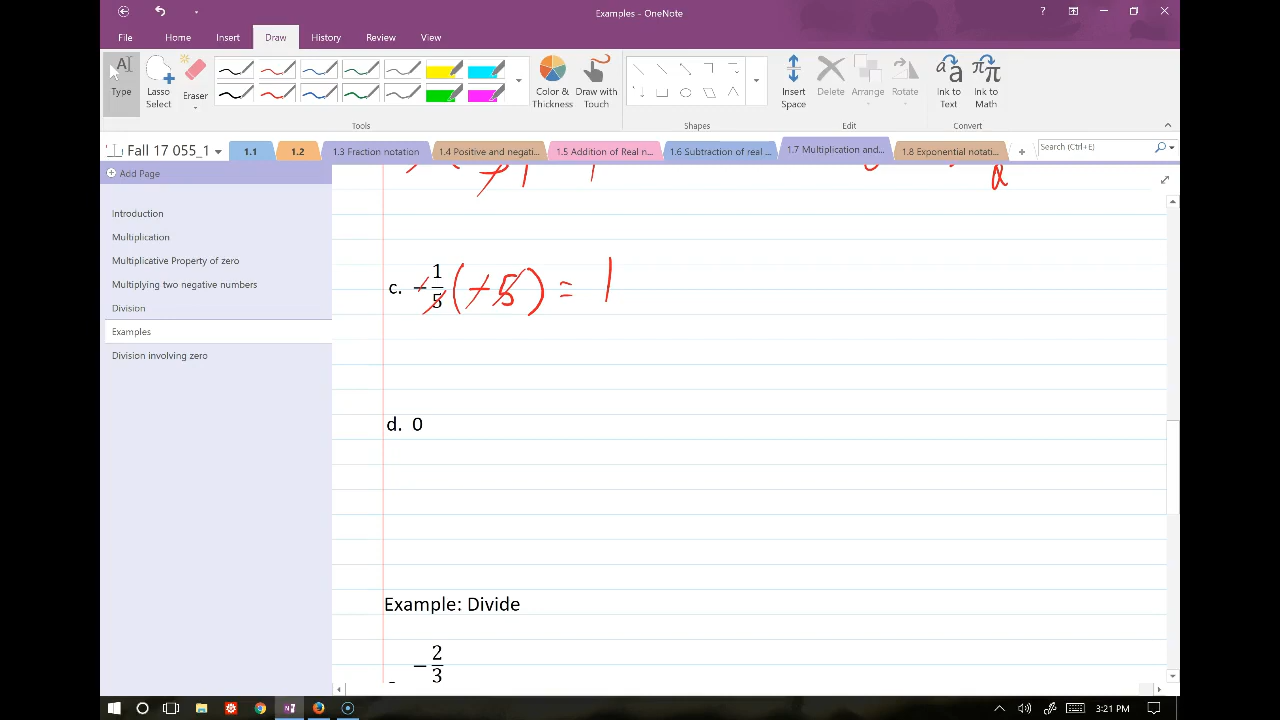 Examples - OneNote
?
File Home Insert Draw History Review View
Type
Lasso Select
Eraser
Color & Thickness
Draw with Touch
Insert Space
Delete
Arrange
Rotate
Ink to Text
Ink to Math
Tools
Shapes
Edit
Convert
Fall 17 055_1
1.1
1.2
1.3 Fraction notation
1.4 Positive and negati...
1.5 Addition of Real n...
1.6 Subtraction of real ...
1.7 Multiplication and...
1.8 Exponential notati...
Search (Ctrl+E)
Add Page
Introduction
Multiplication
Multiplicative Property of zero
Multiplying two negative numbers
Division
Examples
Division involving zero
c. −1/5 (−5) = 1
d. 0
Example: Divide
−2/3
3:21 PM